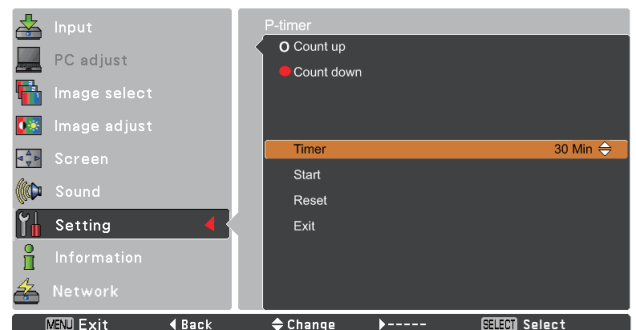 Input
PC adjust
Image select
Image adjust
Screen
Sound
Setting
Information
Network
P-timer
Count up
Count down
Timer 30 Min
Start
Reset
Exit
MENU Exit Back Change ----- SELECT Select